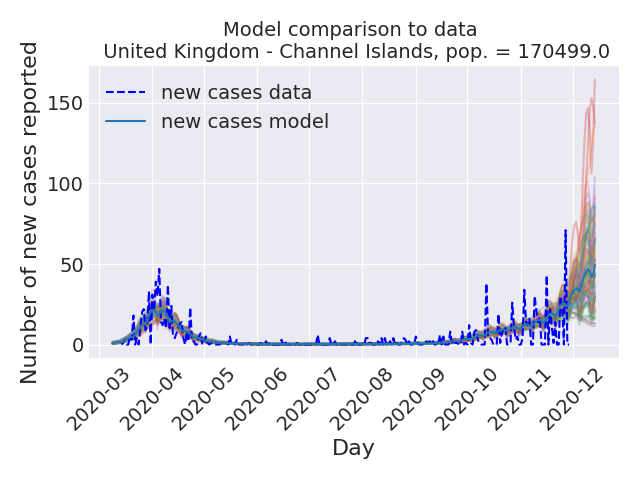 Model comparison to data
United Kingdom - Channel Islands, pop. = 170499.0
Number of new cases reported
150
100
50
0
new cases data
new cases model
2020-03
2020-04
2020-05
2020-06
2020-07
2020-08
2020-09
2020-10
2020-11
2020-12
Day